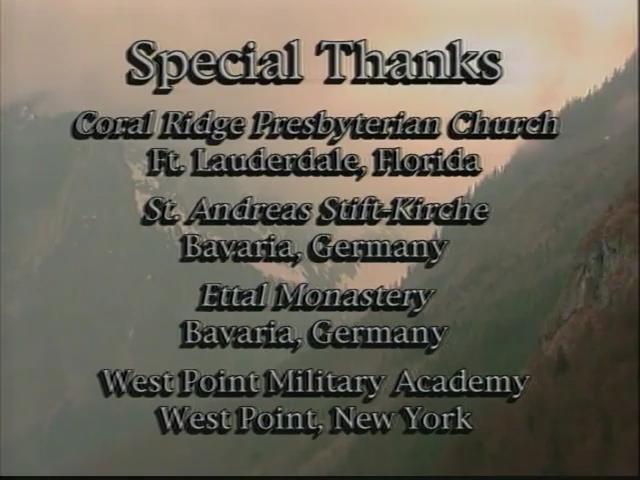 Special Thanks
Coral Ridge Presbyterian Church
Ft. Lauderdale, Florida
St. Andreas Stift-Kirche
Bavaria, Germany
Ettal Monastery
Bavaria, Germany
West Point Military Academy
West Point, New York